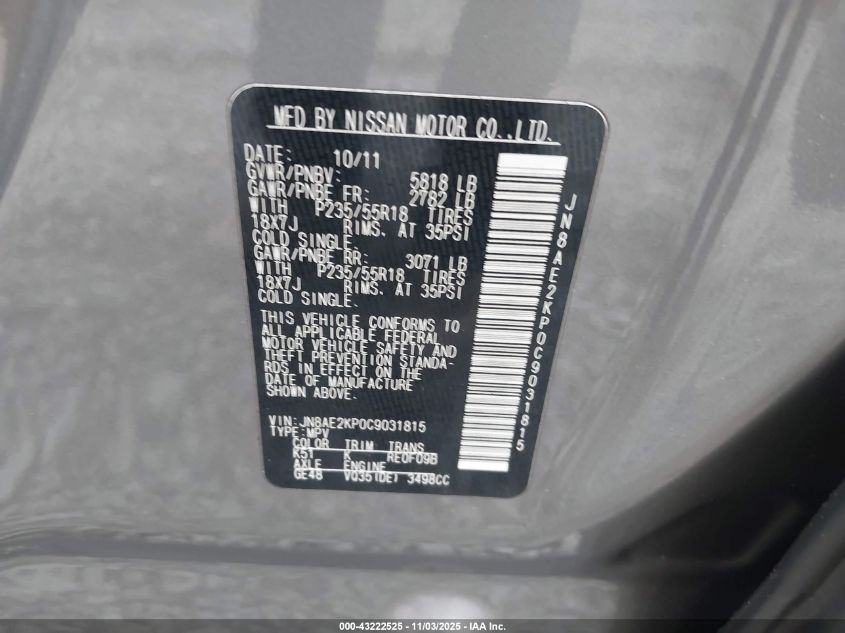 MFD BY NISSAN MOTOR CO.,LTD.
DATE: 10/11
GVWR/PNBV: 5818 LB
GAWR/PNBE FR: 2782 LB
WITH P235/55R18 TIRES
18X7J RIMS. AT 35PSI
COLD SINGLE.
GAWR/PNBE RR: 3071 LB
WITH P235/55R18 TIRES
18X7J RIMS. AT 35PSI
COLD SINGLE.
THIS VEHICLE CONFORMS TO
ALL APPLICABLE FEDERAL
MOTOR VEHICLE SAFETY AND
THEFT PREVENTION STANDA-
RDS IN EFFECT ON THE
DATE OF MANUFACTURE
SHOWN ABOVE.
VIN: JN8AE2KP0C9031815
TYPE: MPV
COLOR TRIM TRANS
K51 K RE0F09B
AXLE ENGINE
GE48 VQ35(DE) 3498CC
JN8AE2KP0C9031815
000-43222525 - 11/03/2025 - IAA Inc.